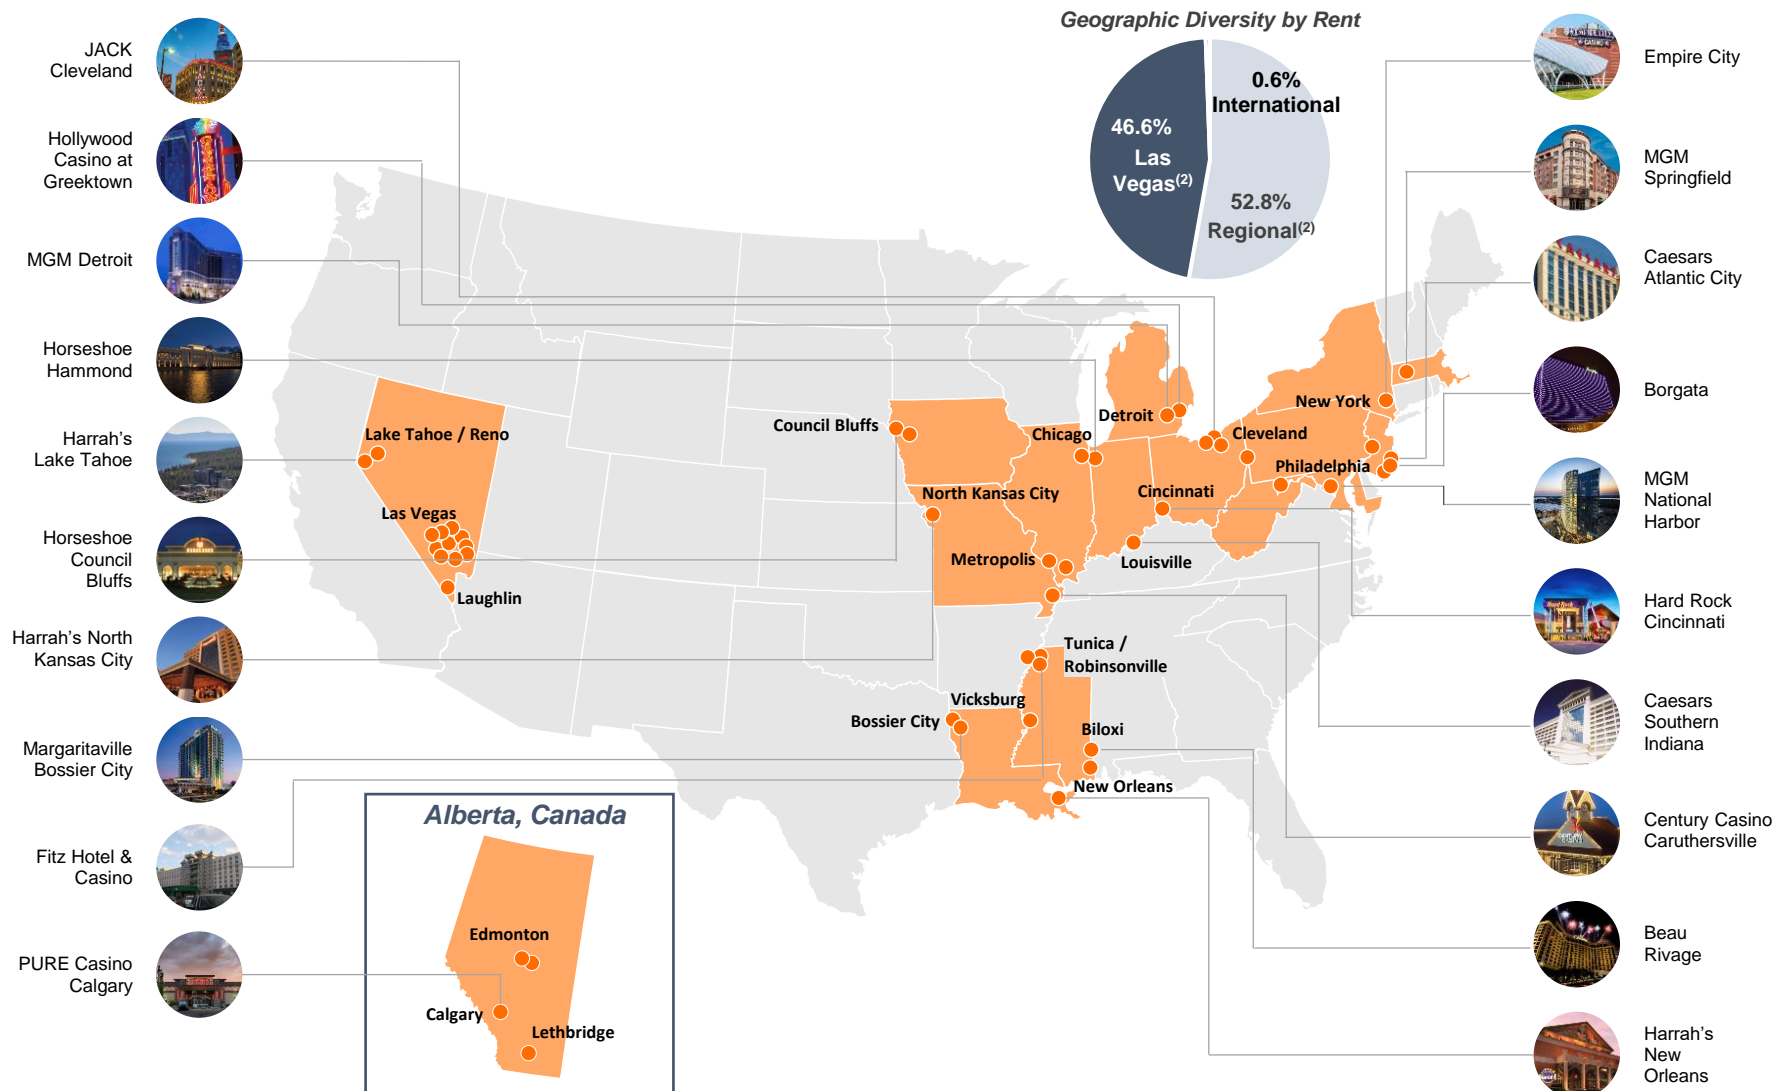 Geographic Diversity by Rent
0.6%
International
46.6%
Las
Vegas(2)
52.8%
Regional(2)
JACK
Cleveland
Hollywood
Casino at
Greektown
MGM Detroit
Horseshoe
Hammond
Harrah's
Lake Tahoe
Horseshoe
Council
Bluffs
Harrah's North
Kansas City
Margaritaville
Bossier City
Fitz Hotel &
Casino
PURE Casino
Calgary
Lake Tahoe / Reno
Las Vegas
Laughlin
Council Bluffs
North Kansas City
Chicago
Metropolis
Detroit
Cleveland
Cincinnati
Louisville
New York
Philadelphia
Tunica /
Robinsonville
Vicksburg
Bossier City
Biloxi
New Orleans
Alberta, Canada
Edmonton
Calgary
Lethbridge
Empire City
MGM
Springfield
Caesars
Atlantic City
Borgata
MGM
National
Harbor
Hard Rock
Cincinnati
Caesars
Southern
Indiana
Century Casino
Caruthersville
Beau
Rivage
Harrah's
New
Orleans